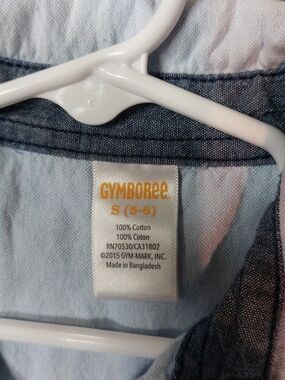 GYMBOREE
S (5-6)
100% Cotton
100% Coton
RN70530/CA31802
©2015 GYM-MARK, INC.
Made in Bangladesh